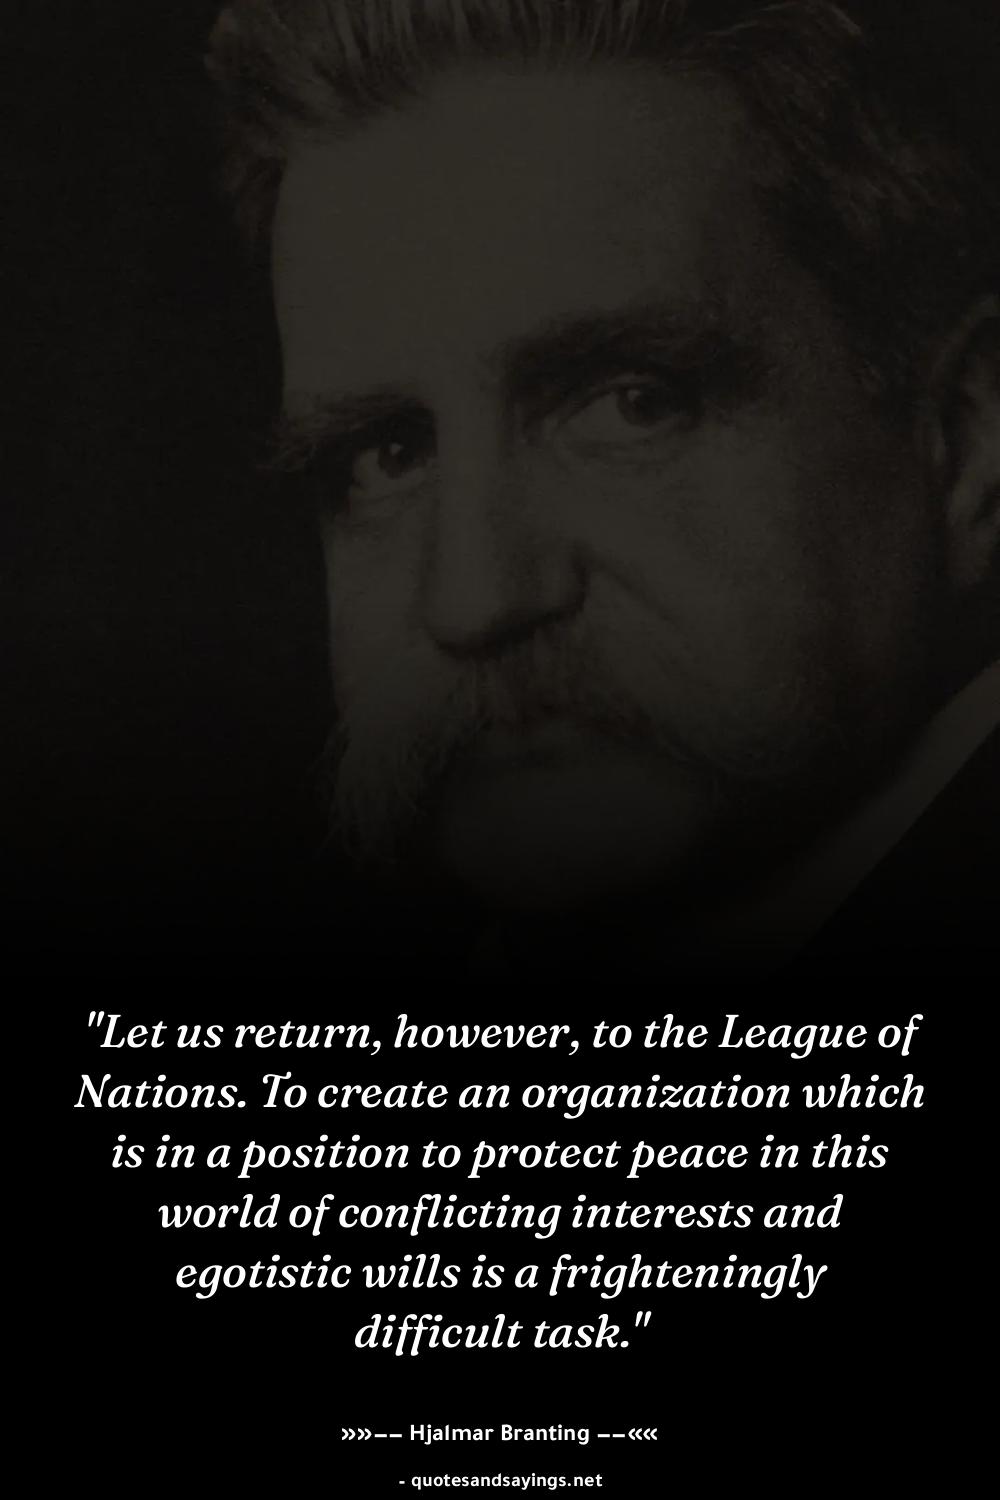 "Let us return, however, to the League of
Nations. To create an organization which
is in a position to protect peace in this
world of conflicting interests and
egotistic wills is a frighteningly
difficult task."
»»–– Hjalmar Branting ––««
- quotesandsayings.net